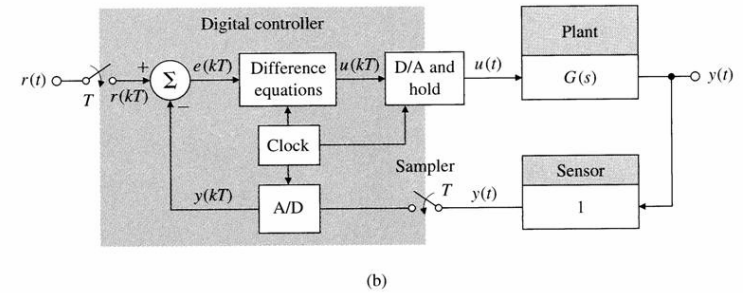 Digital controller
Plant
r(t)
T
r(kT)
+
Σ
−
e(kT)
Difference
equations
u(kT)
D/A and
hold
u(t)
G(s)
y(t)
Clock
Sampler
T
Sensor
y(kT)
A/D
y(t)
1
(b)